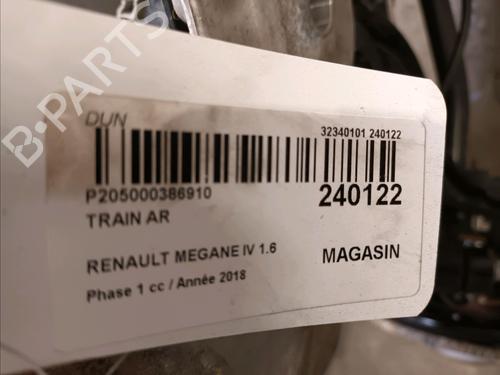 B-PARTS
DUN
32340101 240122
P205000386910
240122
TRAIN AR
RENAULT MEGANE IV 1.6
MAGASIN
Phase 1 cc / Année 2018